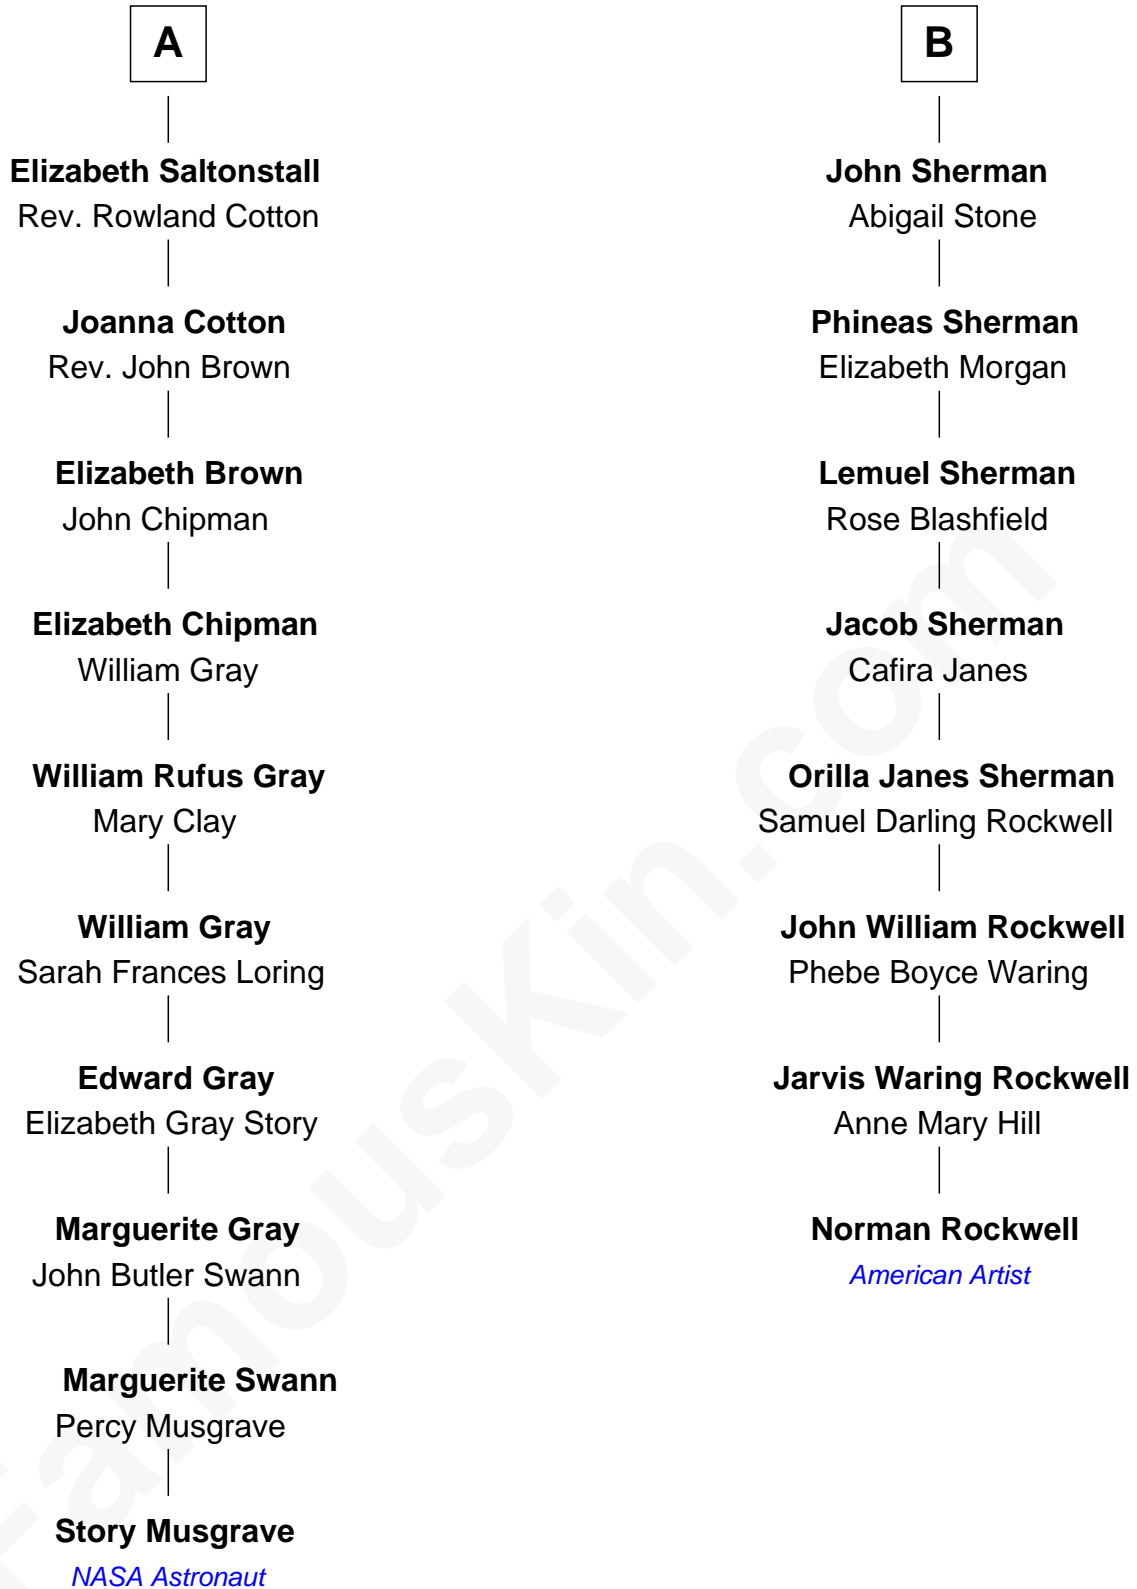 A
Elizabeth Saltonstall
Rev. Rowland Cotton
Joanna Cotton
Rev. John Brown
Elizabeth Brown
John Chipman
Elizabeth Chipman
William Gray
William Rufus Gray
Mary Clay
William Gray
Sarah Frances Loring
Edward Gray
Elizabeth Gray Story
Marguerite Gray
John Butler Swann
Marguerite Swann
Percy Musgrave
Story Musgrave
NASA Astronaut
B
John Sherman
Abigail Stone
Phineas Sherman
Elizabeth Morgan
Lemuel Sherman
Rose Blashfield
Jacob Sherman
Cafira Janes
Orilla Janes Sherman
Samuel Darling Rockwell
John William Rockwell
Phebe Boyce Waring
Jarvis Waring Rockwell
Anne Mary Hill
Norman Rockwell
American Artist
FamousKin.com